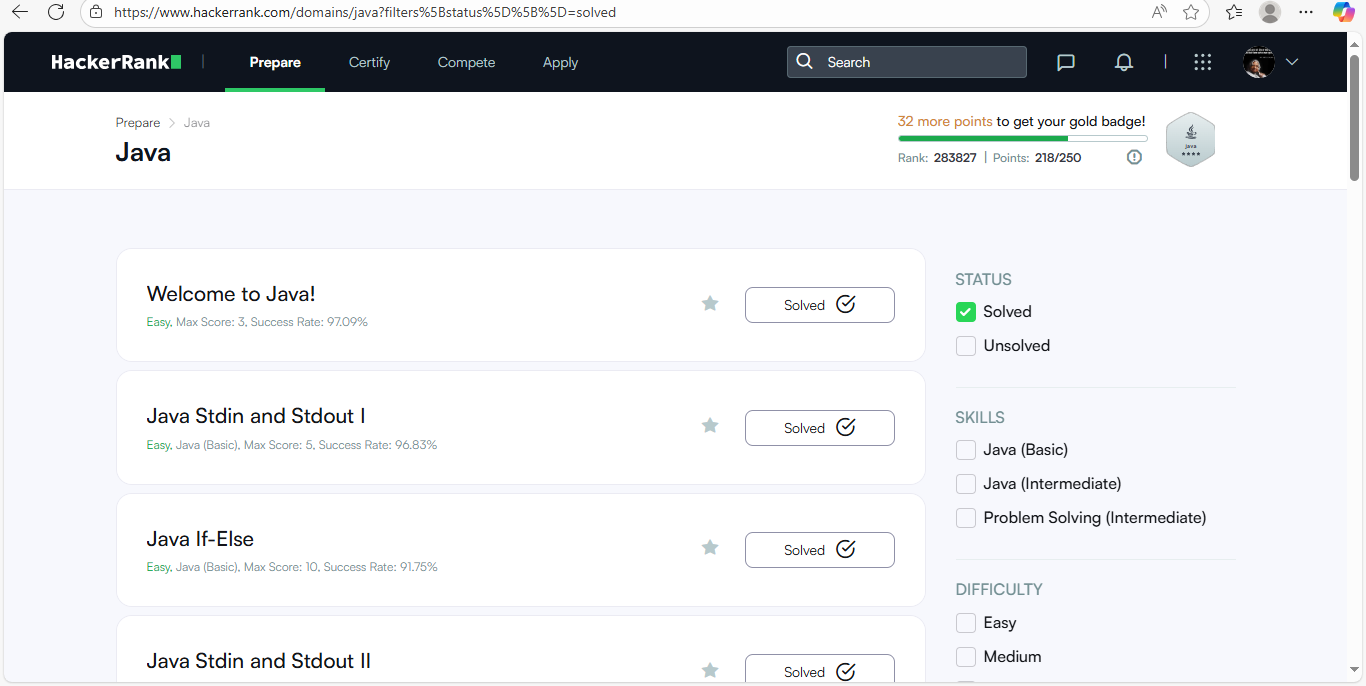 https://www.hackerrank.com/domains/java?filters%5Bstatus%5D%5B%5D=solved
HackerRank
Prepare
Certify
Compete
Apply
Search
Prepare > Java
Java
32 more points to get your gold badge!
Rank: 283827 | Points: 218/250
java
Welcome to Java!
Easy, Max Score: 3, Success Rate: 97.09%
Solved
Java Stdin and Stdout I
Easy, Java (Basic), Max Score: 5, Success Rate: 96.83%
Solved
Java If-Else
Easy, Java (Basic), Max Score: 10, Success Rate: 91.75%
Solved
Java Stdin and Stdout II
Solved
STATUS
Solved
Unsolved
SKILLS
Java (Basic)
Java (Intermediate)
Problem Solving (Intermediate)
DIFFICULTY
Easy
Medium